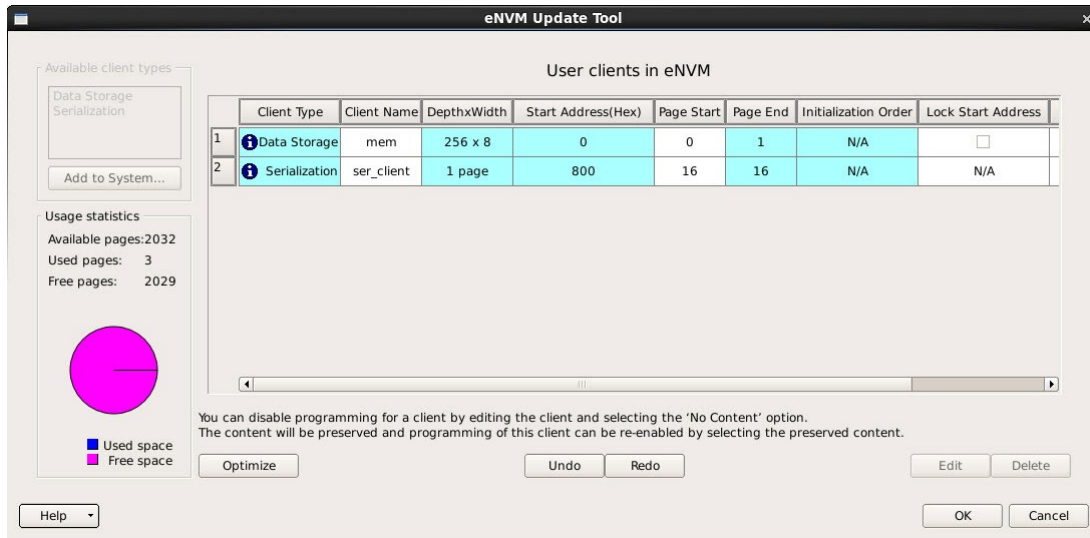 eNVM Update Tool
Available client types
Data Storage
Serialization
Add to System...
Usage statistics
Available pages:2032
Used pages: 3
Free pages: 2029
Used space
Free space
User clients in eNVM
Client Type Client Name DepthxWidth Start Address(Hex) Page Start Page End Initialization Order Lock Start Address
1 Data Storage mem 256 x 8 0 0 1 N/A
2 Serialization ser_client 1 page 800 16 16 N/A N/A
You can disable programming for a client by editing the client and selecting the 'No Content' option.
The content will be preserved and programming of this client can be re-enabled by selecting the preserved content.
Optimize Undo Redo Edit Delete
Help OK Cancel